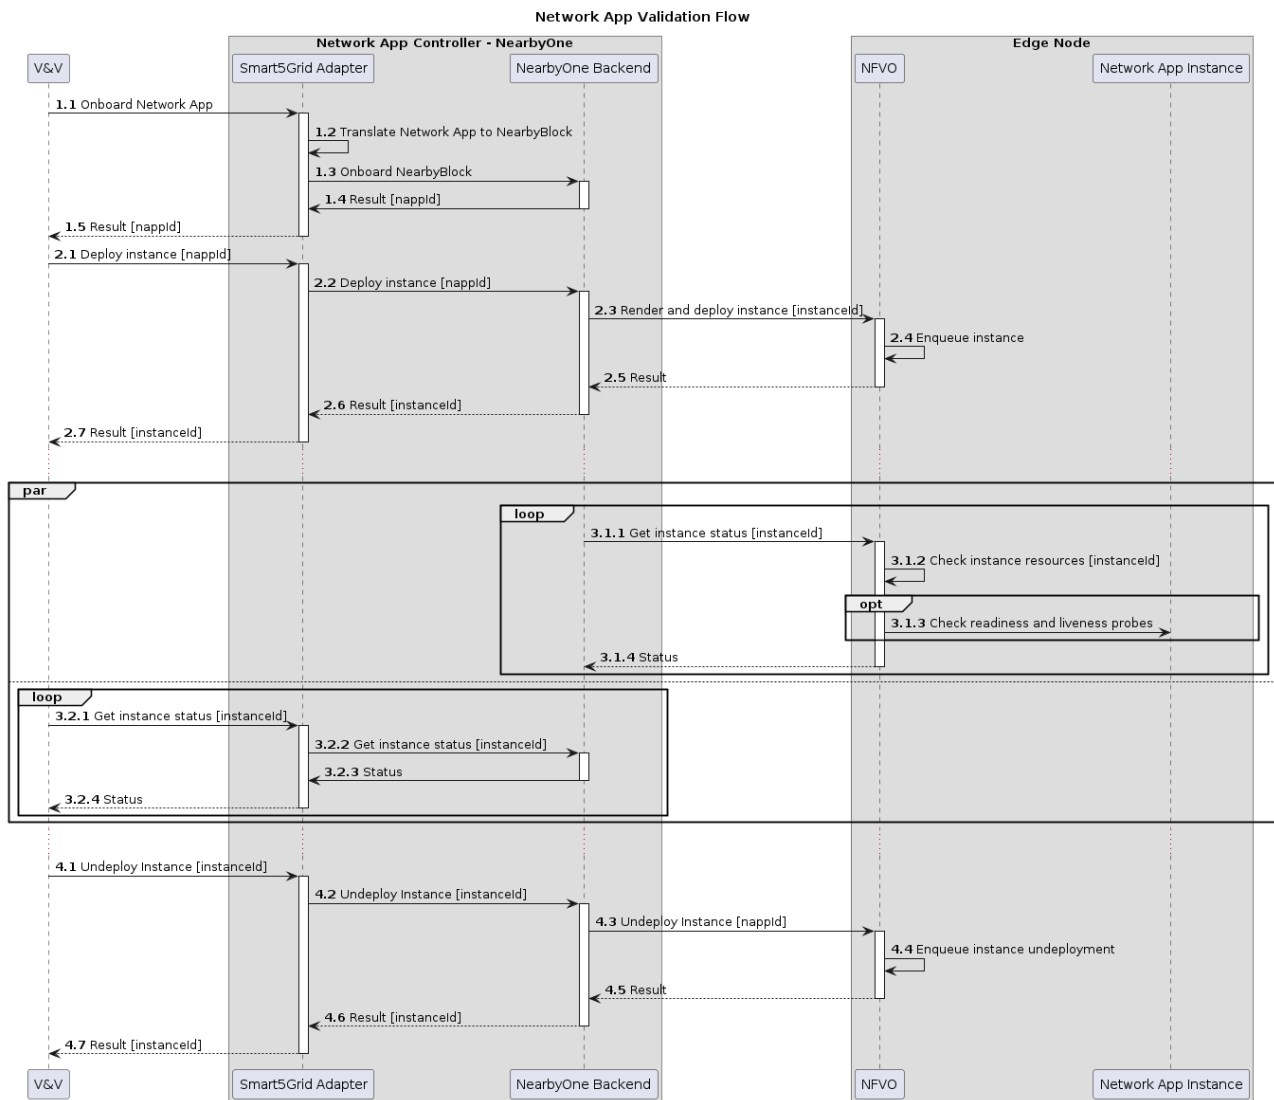 Network App Validation Flow
Network App Controller - NearbyOne
Edge Node
V&V
Smart5Grid Adapter
NearbyOne Backend
NFVO
Network App Instance
1.1 Onboard Network App
1.2 Translate Network App to NearbyBlock
1.3 Onboard NearbyBlock
1.4 Result [nappId]
1.5 Result [nappId]
2.1 Deploy instance [nappId]
2.2 Deploy instance [nappId]
2.3 Render and deploy instance [instanceId]
2.4 Enqueue instance
2.5 Result
2.6 Result [instanceId]
2.7 Result [instanceId]
par
loop
3.1.1 Get instance status [instanceId]
3.1.2 Check instance resources [instanceId]
opt
3.1.3 Check readiness and liveness probes
3.1.4 Status
loop
3.2.1 Get instance status [instanceId]
3.2.2 Get instance status [instanceId]
3.2.3 Status
3.2.4 Status
4.1 Undeploy Instance [instanceId]
4.2 Undeploy Instance [instanceId]
4.3 Undeploy Instance [nappId]
4.4 Enqueue instance undeployment
4.5 Result
4.6 Result [instanceId]
4.7 Result [instanceId]
V&V
Smart5Grid Adapter
NearbyOne Backend
NFVO
Network App Instance